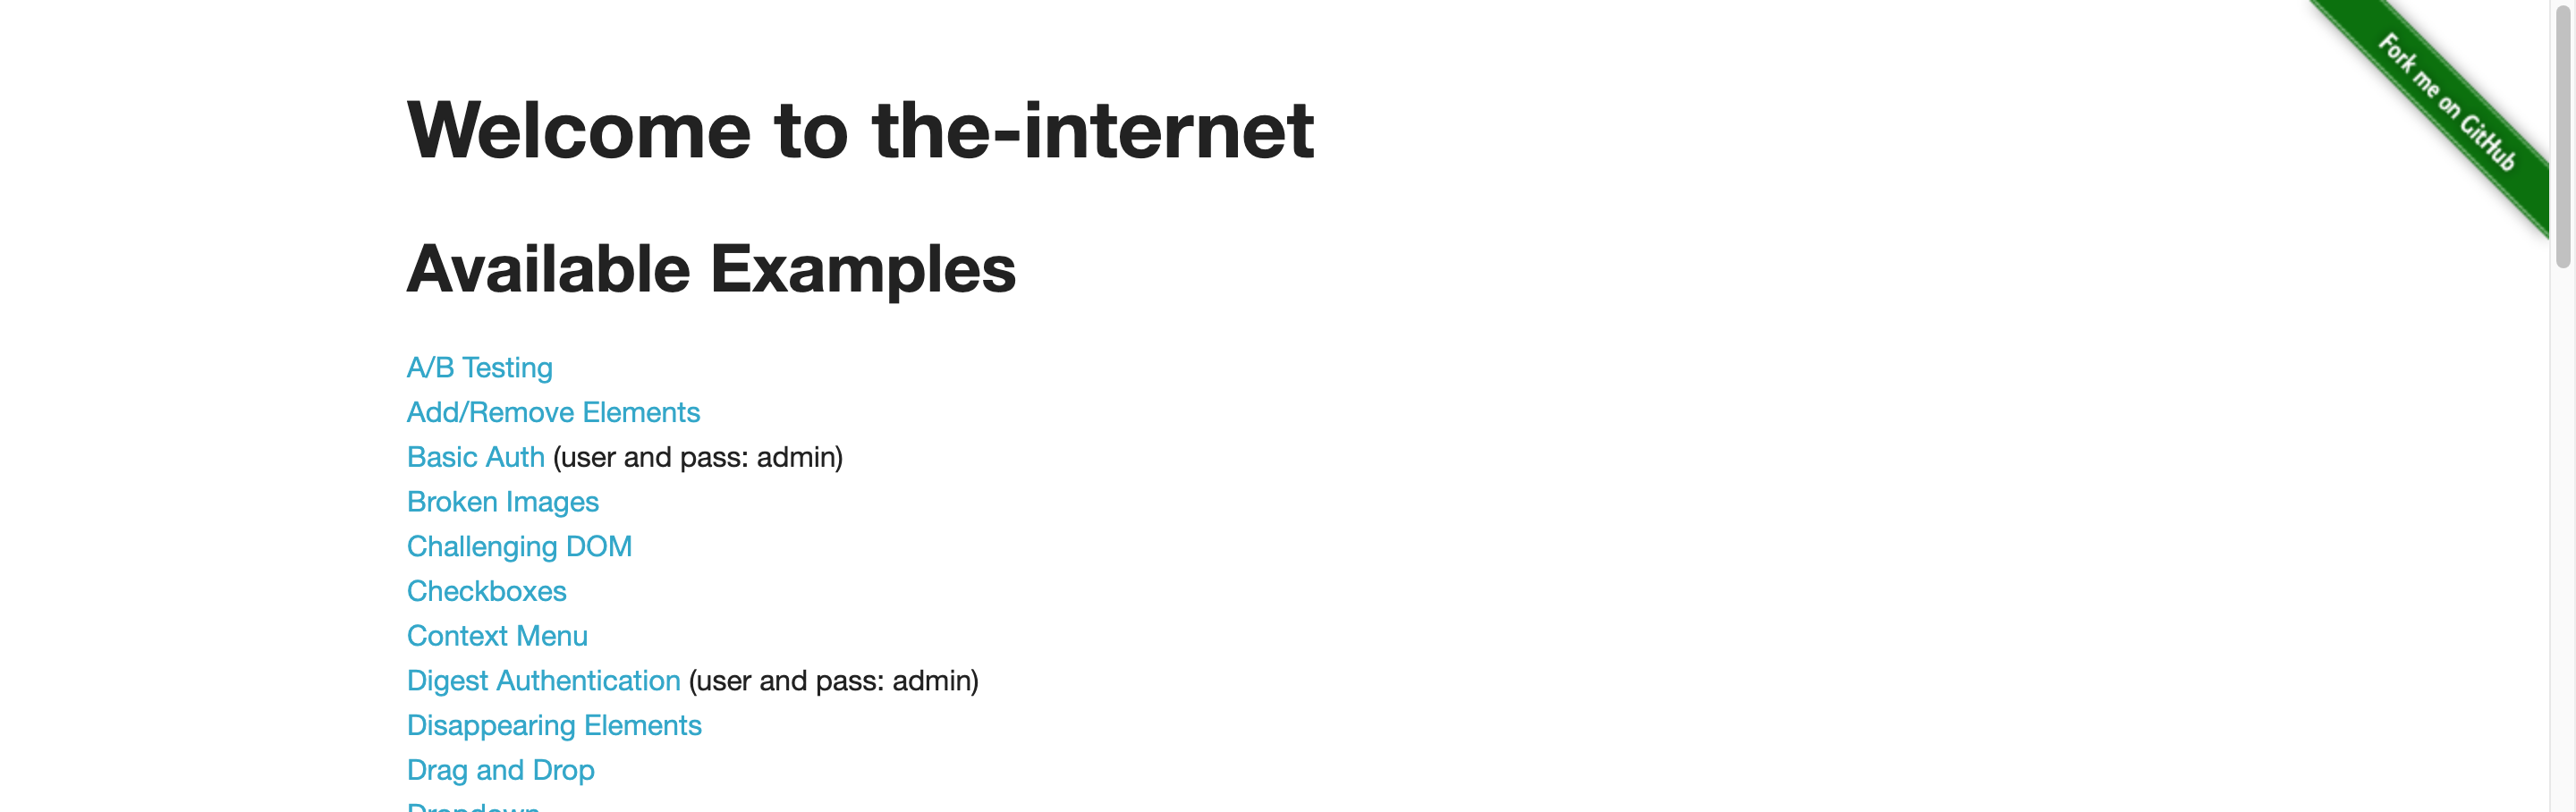 Fork me on GitHub
Welcome to the-internet
Available Examples
A/B Testing
Add/Remove Elements
Basic Auth (user and pass: admin)
Broken Images
Challenging DOM
Checkboxes
Context Menu
Digest Authentication (user and pass: admin)
Disappearing Elements
Drag and Drop